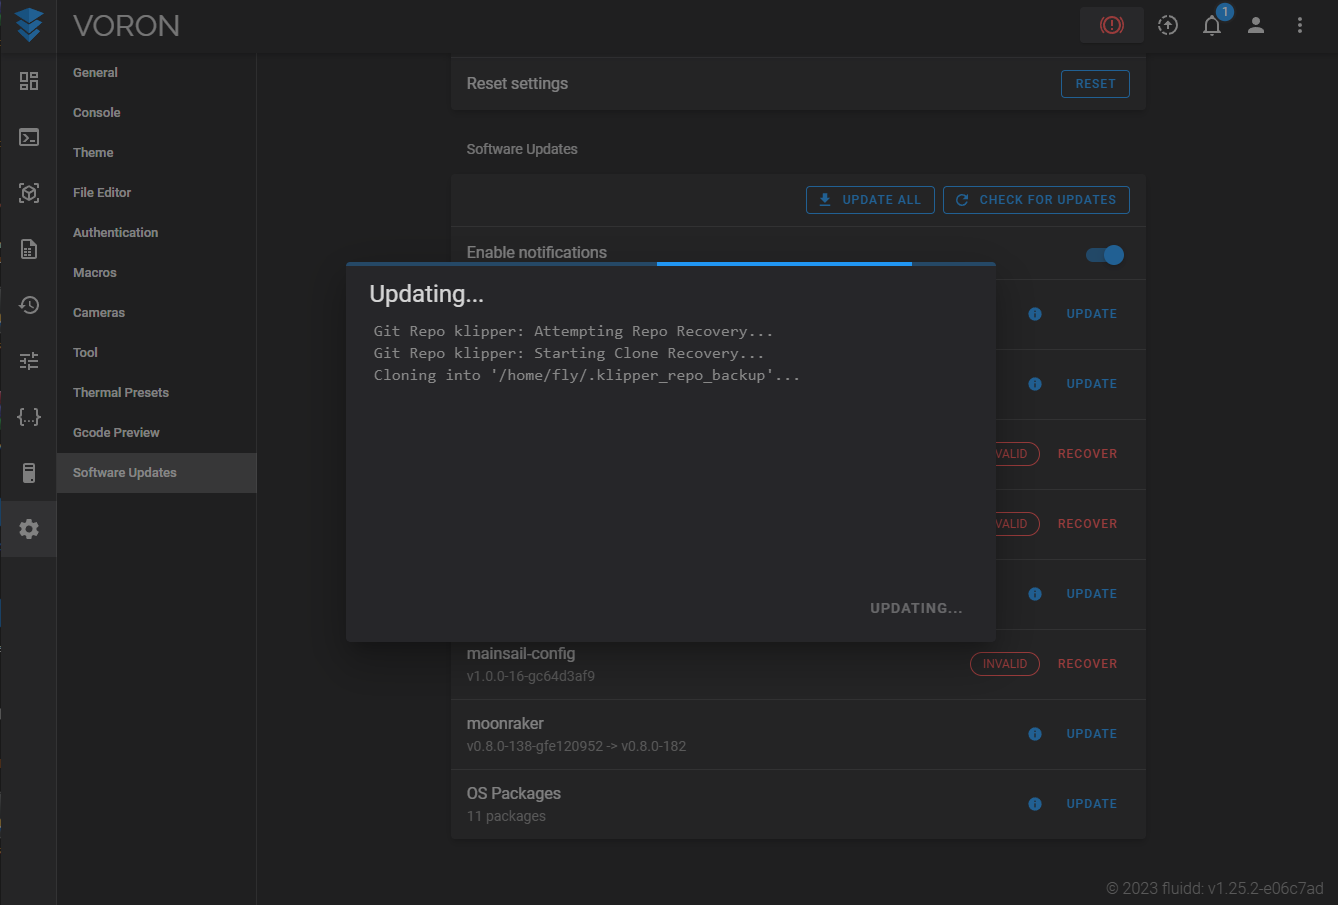 VORON
1
General
Console
Theme
File Editor
Authentication
Macros
Cameras
Tool
Thermal Presets
Gcode Preview
Software Updates
Reset settings
RESET
Software Updates
UPDATE ALL
CHECK FOR UPDATES
Enable notifications
Updating...
Git Repo klipper: Attempting Repo Recovery...
Git Repo klipper: Starting Clone Recovery...
Cloning into '/home/fly/.klipper_repo_backup'...
UPDATING...
UPDATE
UPDATE
VALID RECOVER
VALID RECOVER
UPDATE
mainsail-config
v1.0.0-16-gc64d3af9
INVALID RECOVER
moonraker
v0.8.0-138-gfe120952 -> v0.8.0-182
UPDATE
OS Packages
11 packages
UPDATE
© 2023 fluidd: v1.25.2-e06c7ad